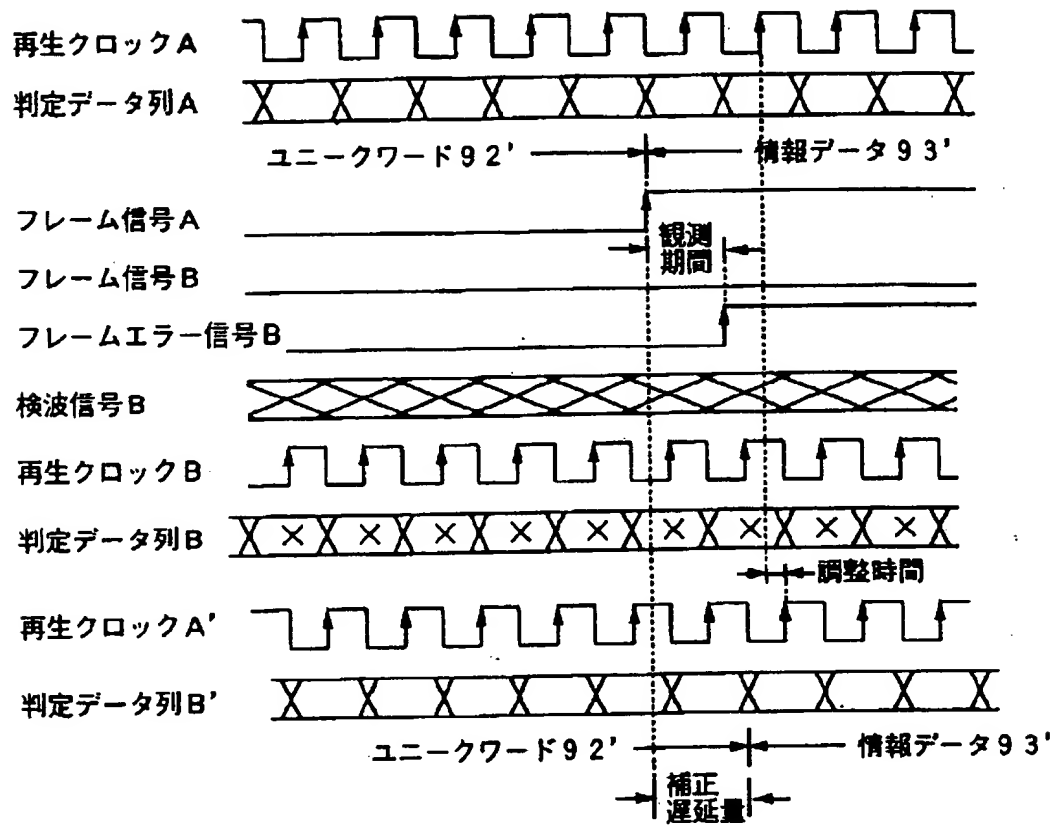 再生クロックA
判定データ列A
ユニークワード92'
情報データ93'
フレーム信号A
観測
期間
フレーム信号B
フレームエラー信号B
検波信号B
再生クロックB
判定データ列B
調整時間
再生クロックA'
判定データ列B'
ユニークワード92'
情報データ93'
補正
遅延量